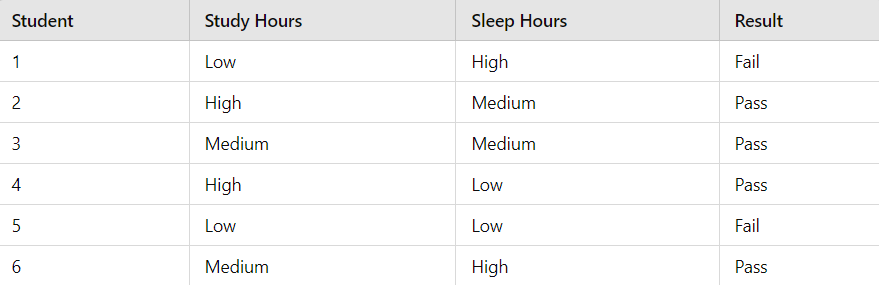 Student Study Hours Sleep Hours Result
1 Low High Fail
2 High Medium Pass
3 Medium Medium Pass
4 High Low Pass
5 Low Low Fail
6 Medium High Pass